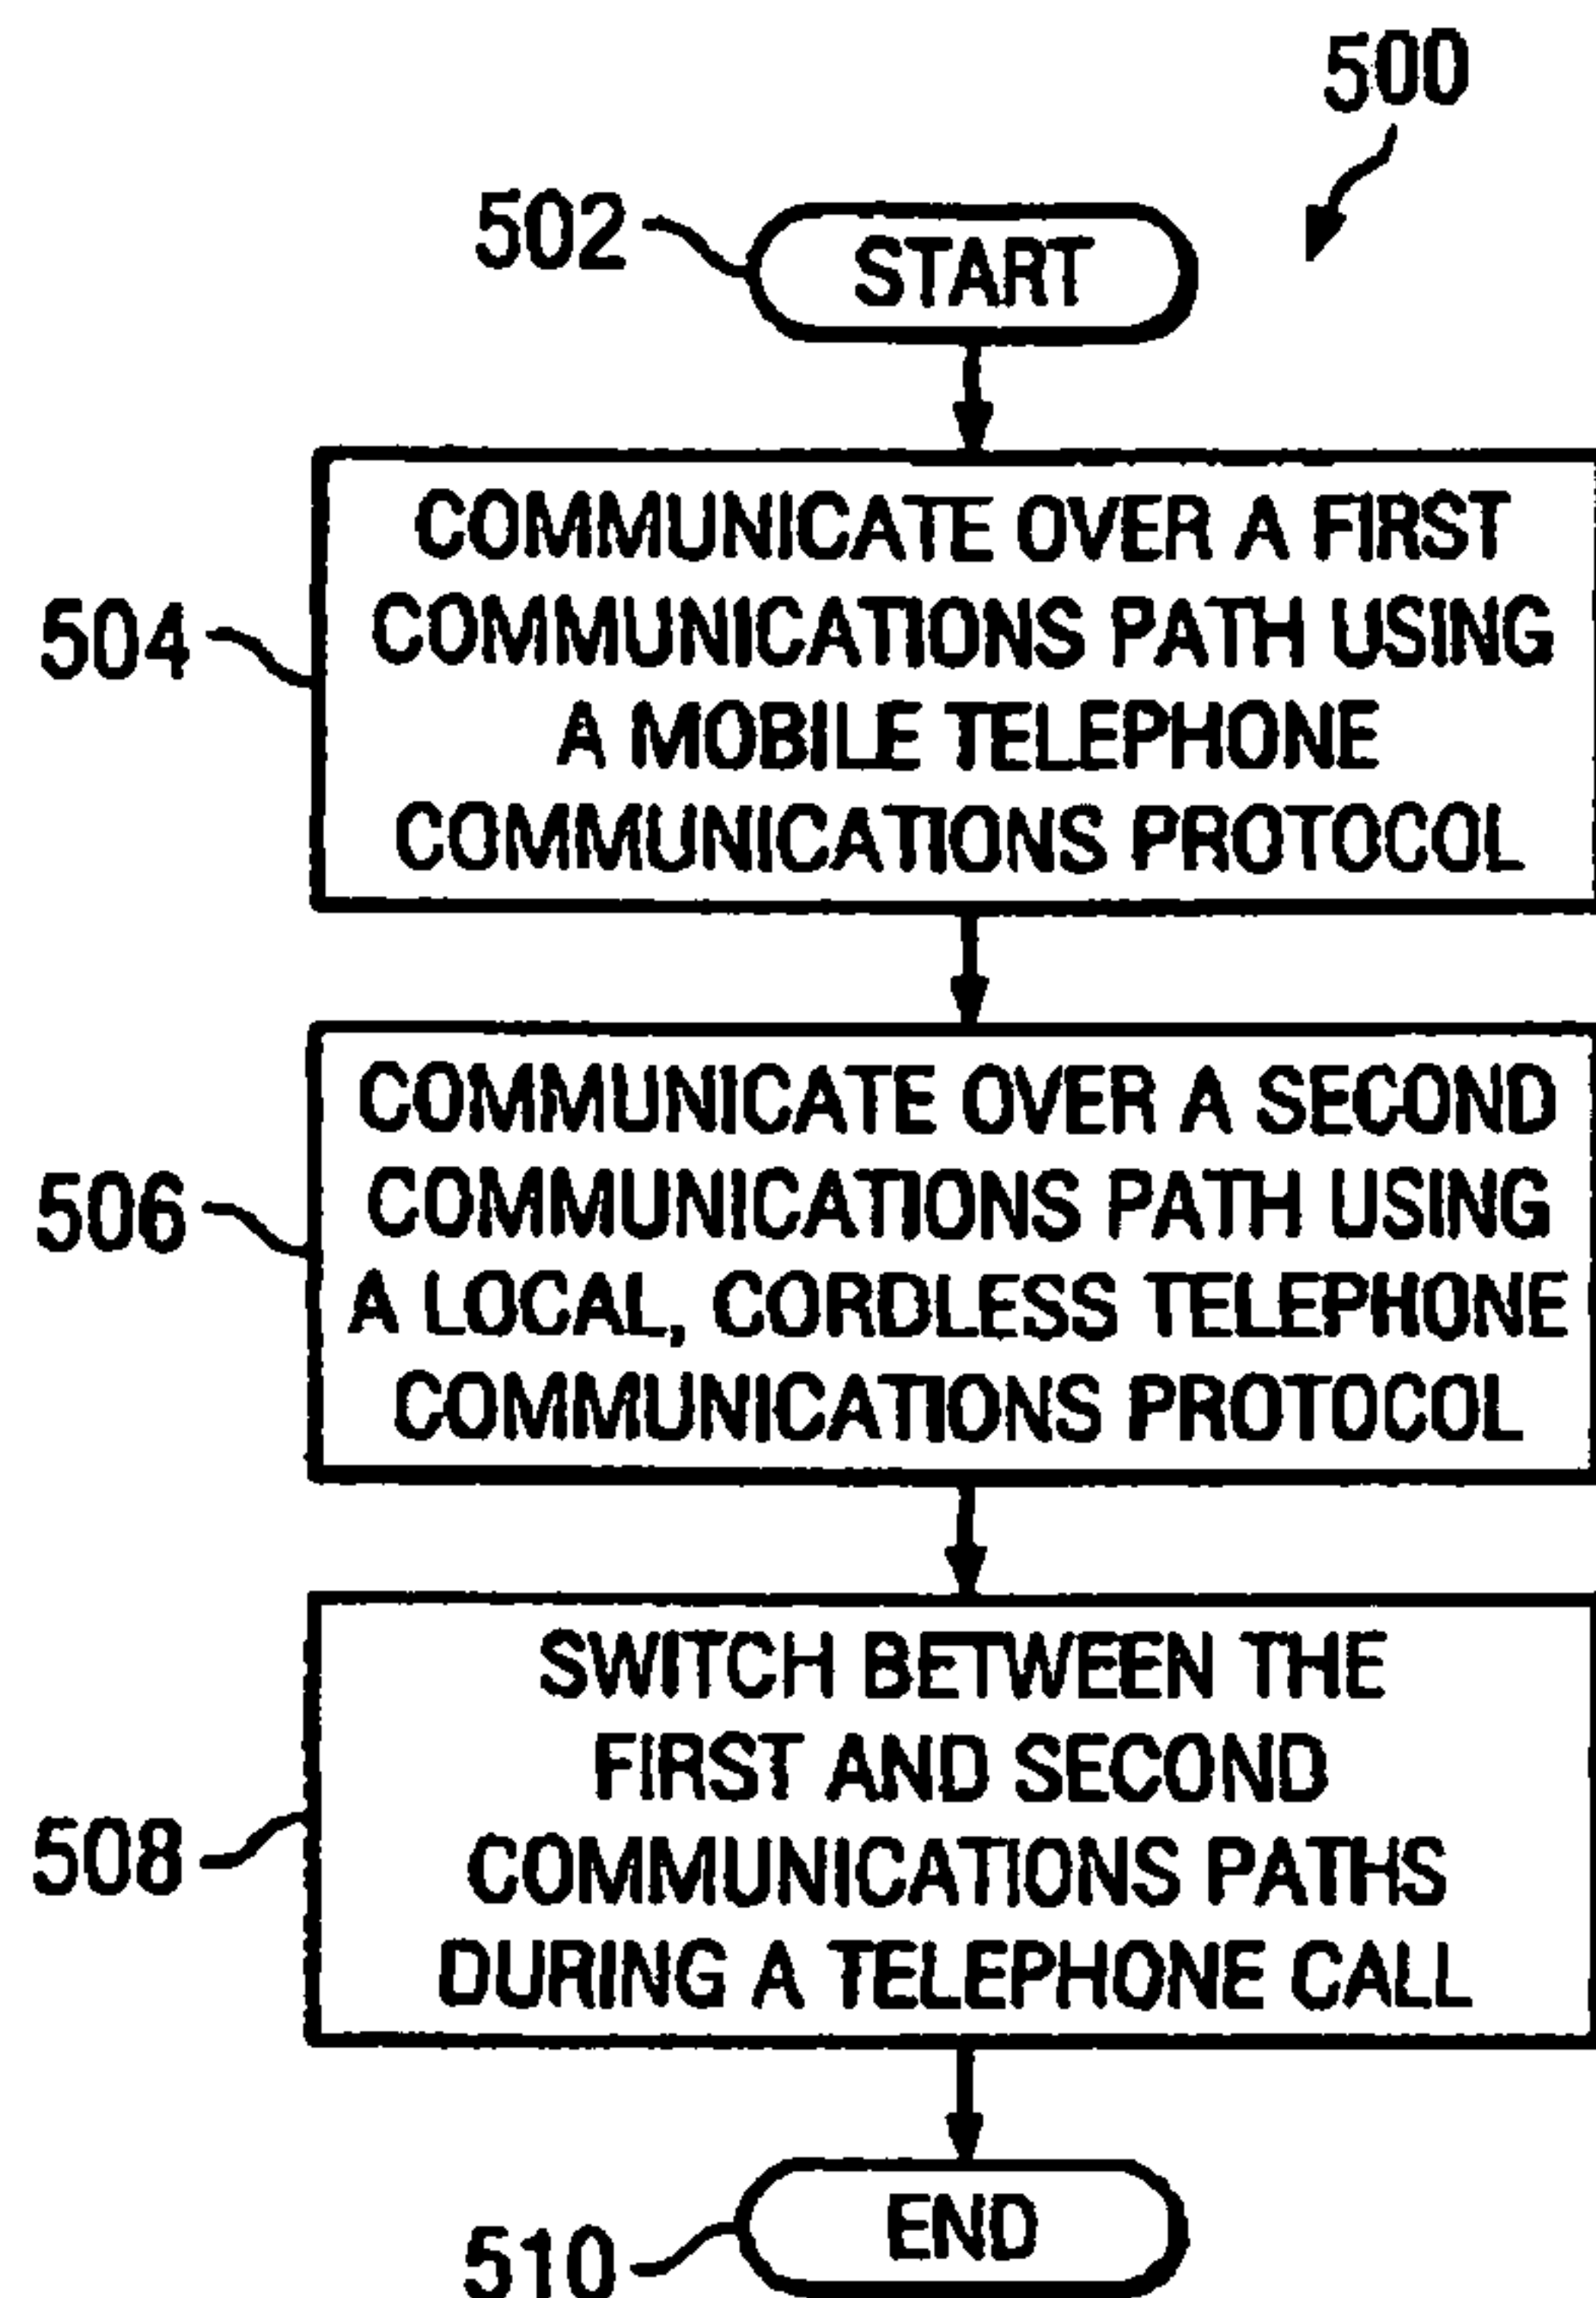 500
502
START
504
COMMUNICATE OVER A FIRST
COMMUNICATIONS PATH USING
A MOBILE TELEPHONE
COMMUNICATIONS PROTOCOL
506
COMMUNICATE OVER A SECOND
COMMUNICATIONS PATH USING
A LOCAL, CORDLESS TELEPHONE
COMMUNICATIONS PROTOCOL
508
SWITCH BETWEEN THE
FIRST AND SECOND
COMMUNICATIONS PATHS
DURING A TELEPHONE CALL
510
END